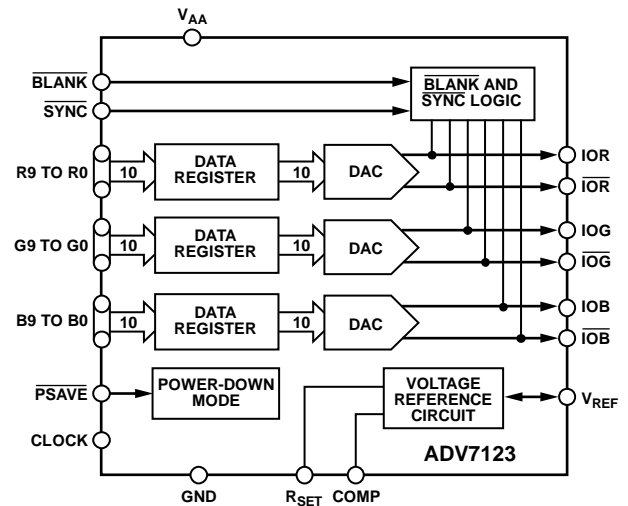 VAA
BLANK
SYNC
BLANK AND
SYNC LOGIC
R9 TO R0
10
DATA
REGISTER
10
DAC
IOR
IOR
G9 TO G0
10
DATA
REGISTER
10
DAC
IOG
IOG
B9 TO B0
10
DATA
REGISTER
10
DAC
IOB
IOB
PSAVE
POWER-DOWN
MODE
VOLTAGE
REFERENCE
CIRCUIT
VREF
CLOCK
ADV7123
GND
RSET
COMP